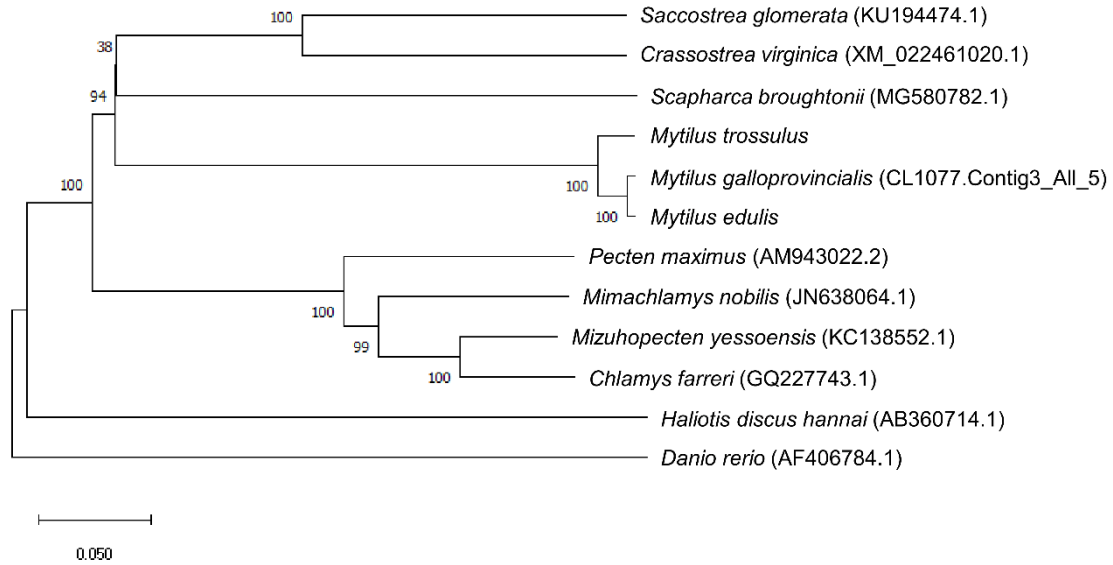 100
Saccostrea glomerata (KU194474.1)
38
Crassostrea virginica (XM_022461020.1)
94
Scapharca broughtonii (MG580782.1)
Mytilus trossulus
100
100
Mytilus galloprovincialis (CL1077.Contig3_All_5)
100
Mytilus edulis
Pecten maximus (AM943022.2)
Mimachlamys nobilis (JN638064.1)
100
Mizuhopecten yessoensis (KC138552.1)
99
100
Chlamys farreri (GQ227743.1)
Haliotis discus hannai (AB360714.1)
Danio rerio (AF406784.1)
0.050